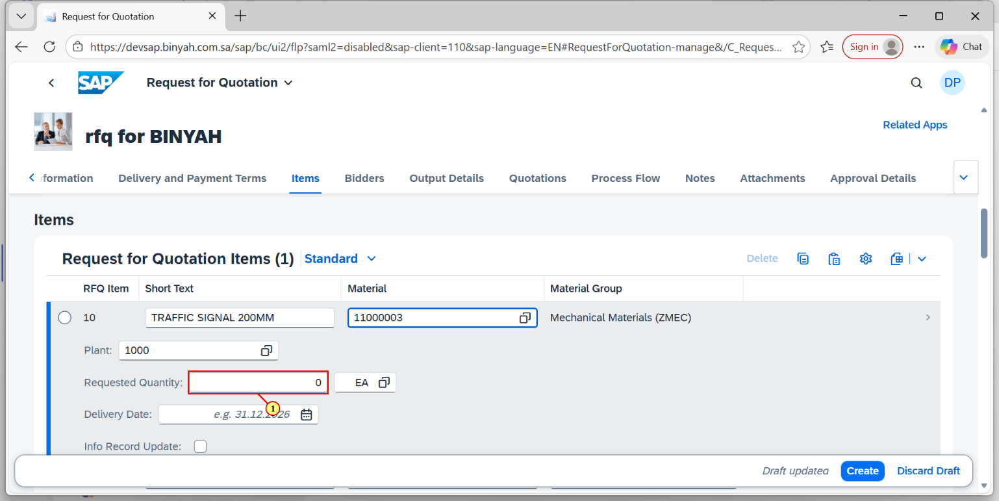 Request for Quotation
https://devsap.binyah.com.sa/sap/bc/ui2/flp?saml2=disabled&sap-client=110&sap-language=EN#RequestForQuotation-manage&/C_Reques...
Sign in
Chat
SAP
Request for Quotation
DP
rfq for BINYAH
Related Apps
nformation
Delivery and Payment Terms
Items
Bidders
Output Details
Quotations
Process Flow
Notes
Attachments
Approval Details
Items
Request for Quotation Items (1)
Standard
Delete
RFQ Item
Short Text
Material
Material Group
10
TRAFFIC SIGNAL 200MM
11000003
Mechanical Materials (ZMEC)
Plant:
1000
Requested Quantity:
0
EA
1
Delivery Date:
e.g. 31.12.2026
Info Record Update:
Draft updated
Create
Discard Draft